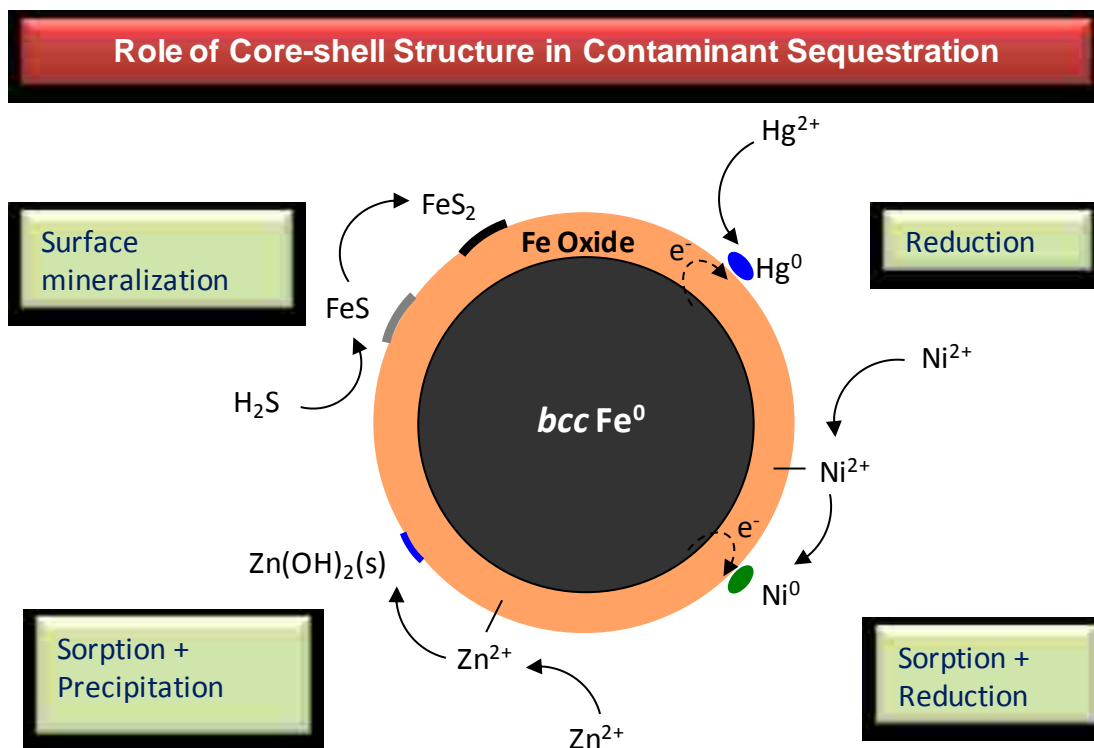 Role of Core-shell Structure in Contaminant Sequestration
Hg²⁺
FeS₂
Surface
mineralization
Fe Oxide
e⁻
Hg⁰
Reduction
FeS
H₂S
Ni²⁺
bcc Fe⁰
Ni²⁺
e⁻
Zn(OH)₂(s)
Ni⁰
Sorption +
Precipitation
Zn²⁺
Zn²⁺
Sorption +
Reduction